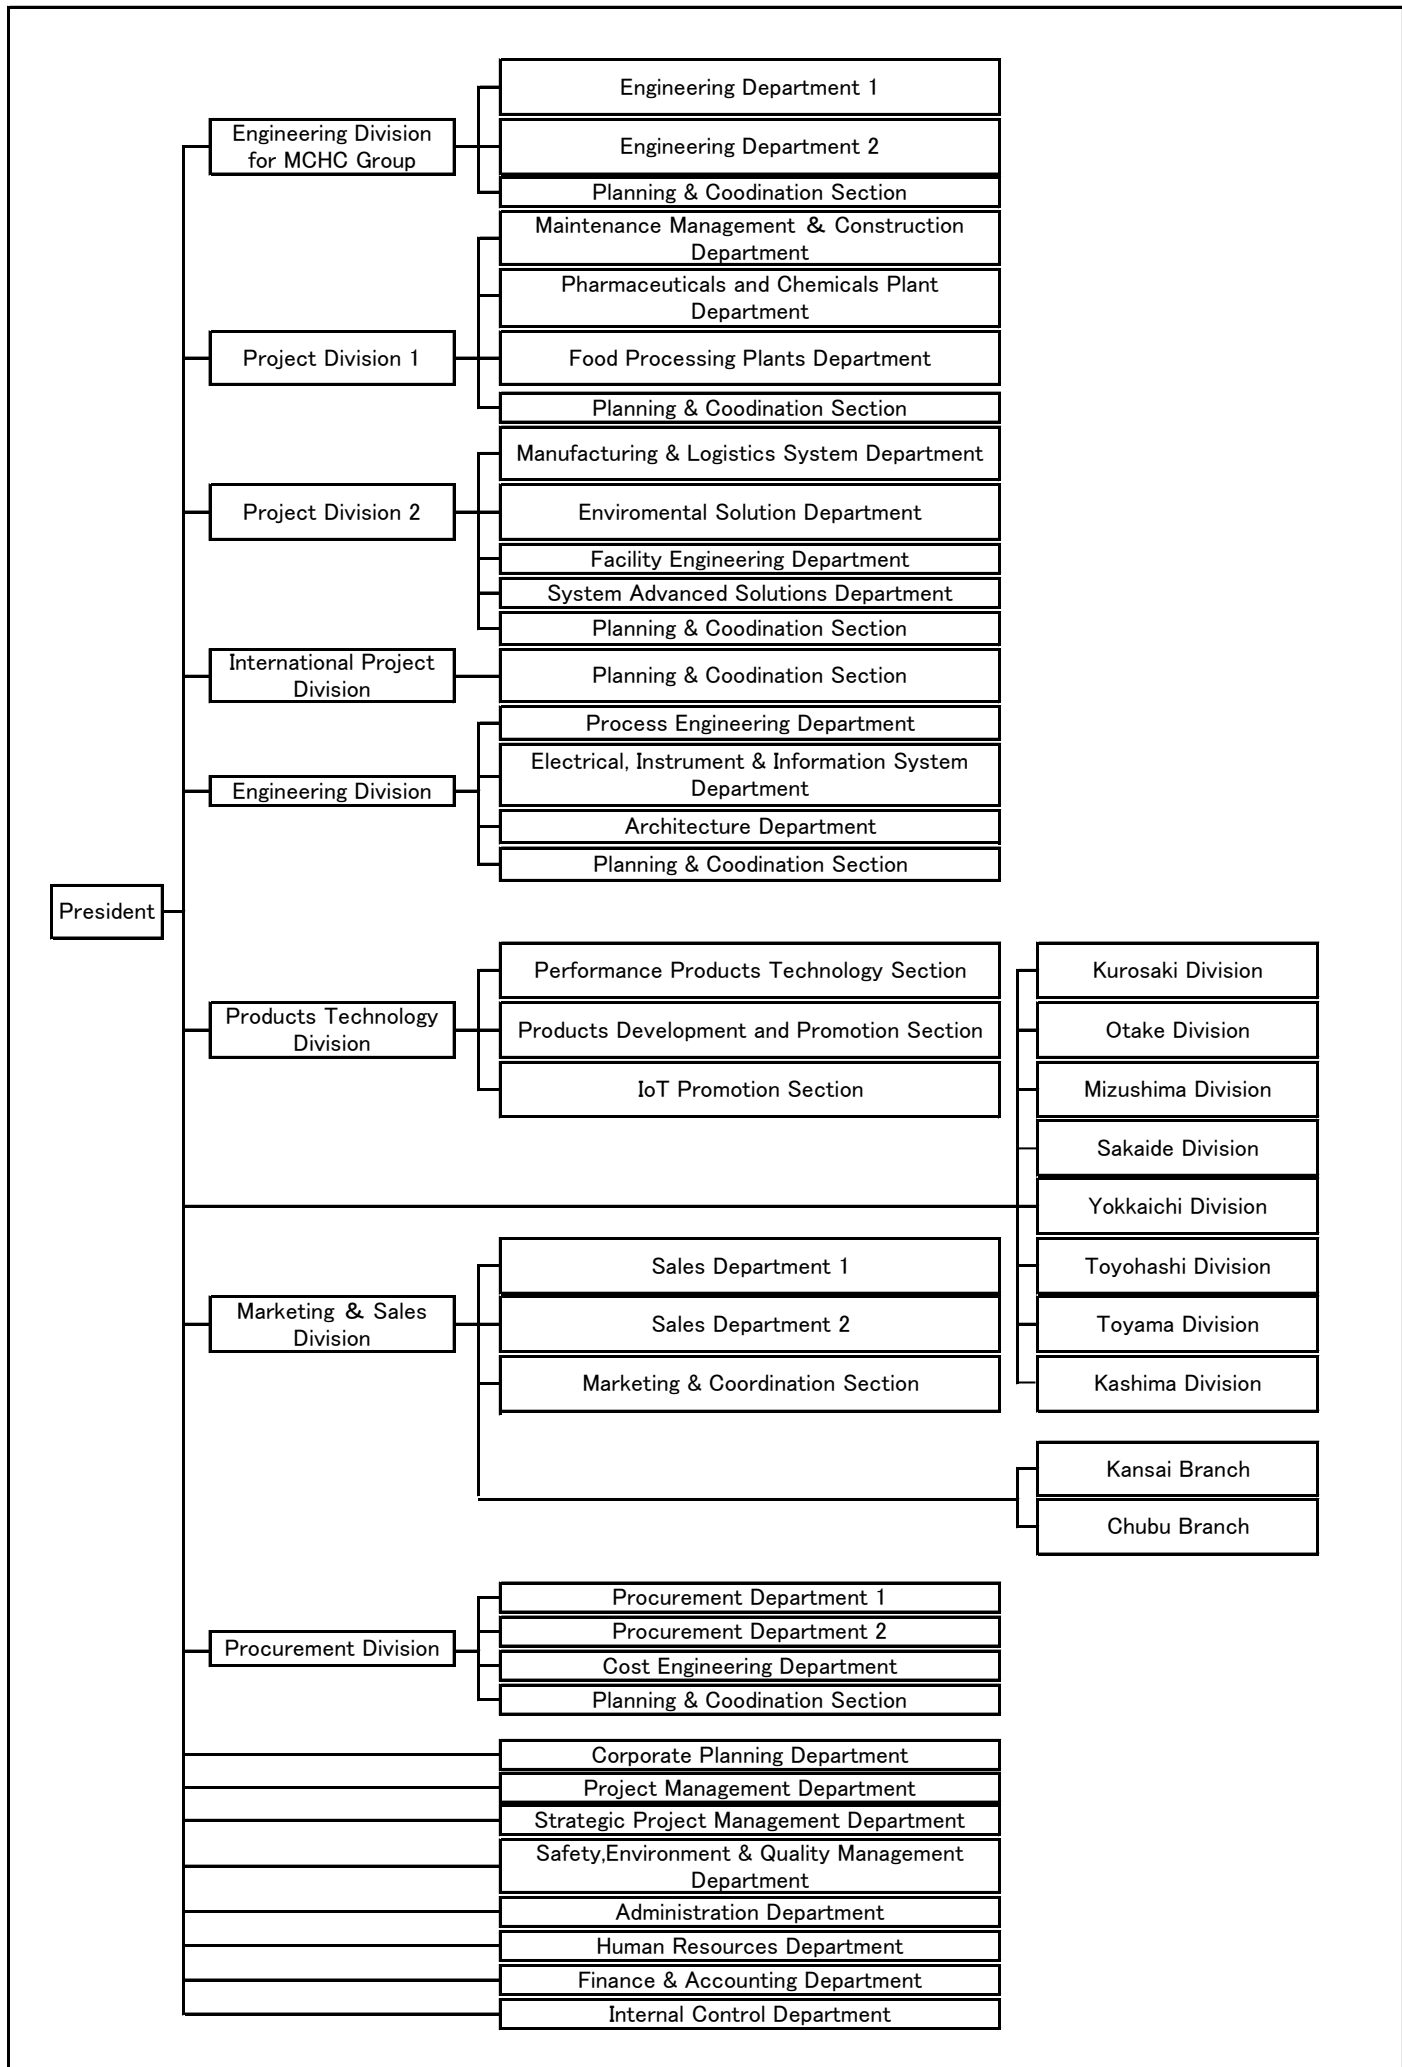 Engineering Department 1
Engineering Division
for MCHC Group
Engineering Department 2
Planning & Coodination Section
Maintenance Management & Construction
Department
Pharmaceuticals and Chemicals Plant
Department
Project Division 1
Food Processing Plants Department
Planning & Coodination Section
Manufacturing & Logistics System Department
Project Division 2
Enviromental Solution Department
Facility Engineering Department
System Advanced Solutions Department
Planning & Coodination Section
International Project
Division
Planning & Coodination Section
Process Engineering Department
Electrical, Instrument & Information System
Department
Engineering Division
Architecture Department
Planning & Coodination Section
President
Performance Products Technology Section
Kurosaki Division
Products Technology
Division
Products Development and Promotion Section
Otake Division
IoT Promotion Section
Mizushima Division
Sakaide Division
Yokkaichi Division
Sales Department 1
Toyohashi Division
Marketing & Sales
Division
Sales Department 2
Toyama Division
Marketing & Coordination Section
Kashima Division
Kansai Branch
Chubu Branch
Procurement Department 1
Procurement Department 2
Procurement Division
Cost Engineering Department
Planning & Coodination Section
Corporate Planning Department
Project Management Department
Strategic Project Management Department
Safety,Environment & Quality Management
Department
Administration Department
Human Resources Department
Finance & Accounting Department
Internal Control Department